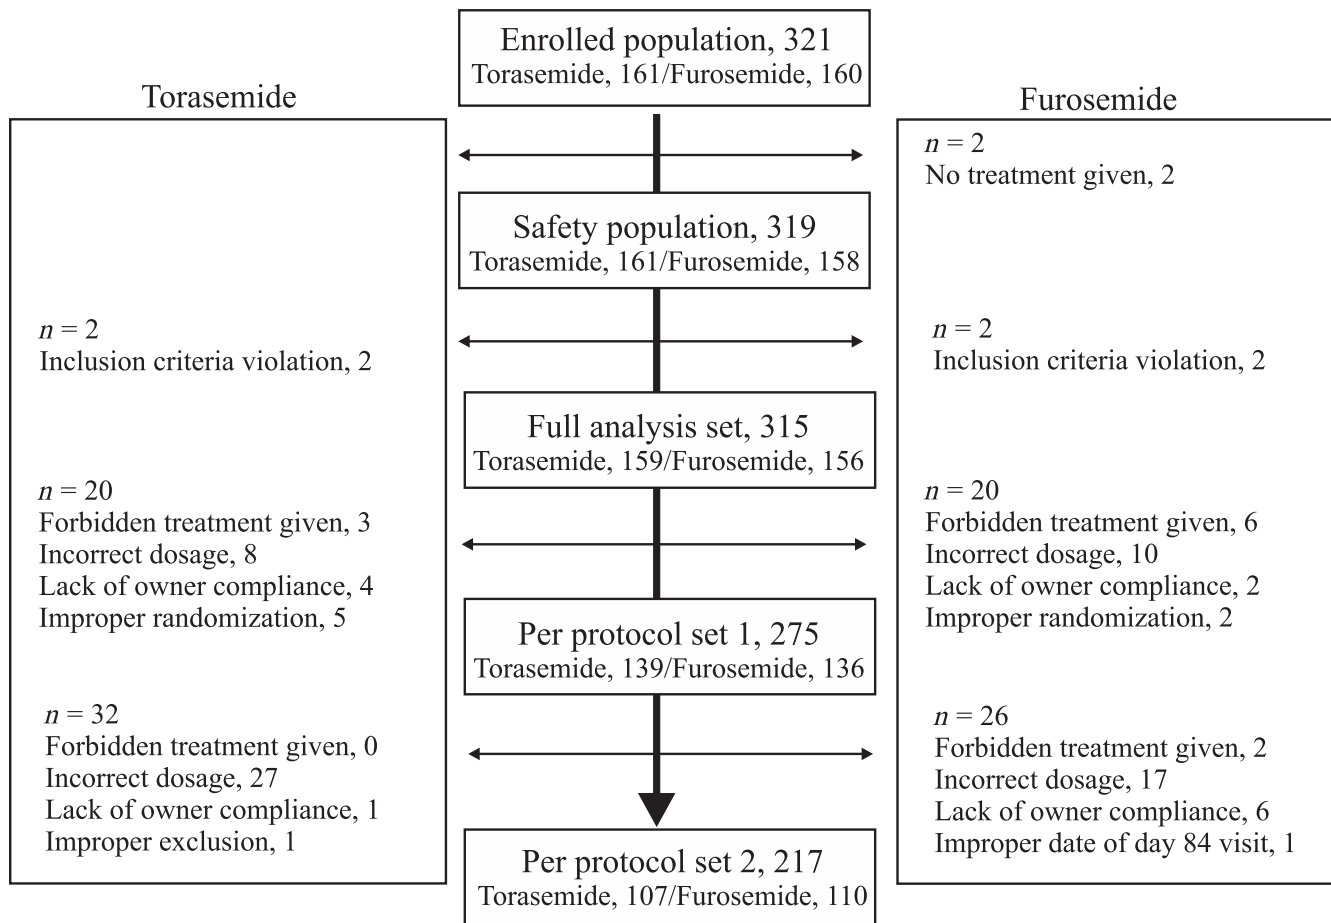 Enrolled population, 321
Torasemide, 161/Furosemide, 160
Torasemide
Furosemide
n = 2
No treatment given, 2
Safety population, 319
Torasemide, 161/Furosemide, 158
n = 2
Inclusion criteria violation, 2
n = 2
Inclusion criteria violation, 2
Full analysis set, 315
Torasemide, 159/Furosemide, 156
n = 20
Forbidden treatment given, 3
Incorrect dosage, 8
Lack of owner compliance, 4
Improper randomization, 5
n = 20
Forbidden treatment given, 6
Incorrect dosage, 10
Lack of owner compliance, 2
Improper randomization, 2
Per protocol set 1, 275
Torasemide, 139/Furosemide, 136
n = 32
Forbidden treatment given, 0
Incorrect dosage, 27
Lack of owner compliance, 1
Improper exclusion, 1
n = 26
Forbidden treatment given, 2
Incorrect dosage, 17
Lack of owner compliance, 6
Improper date of day 84 visit, 1
Per protocol set 2, 217
Torasemide, 107/Furosemide, 110